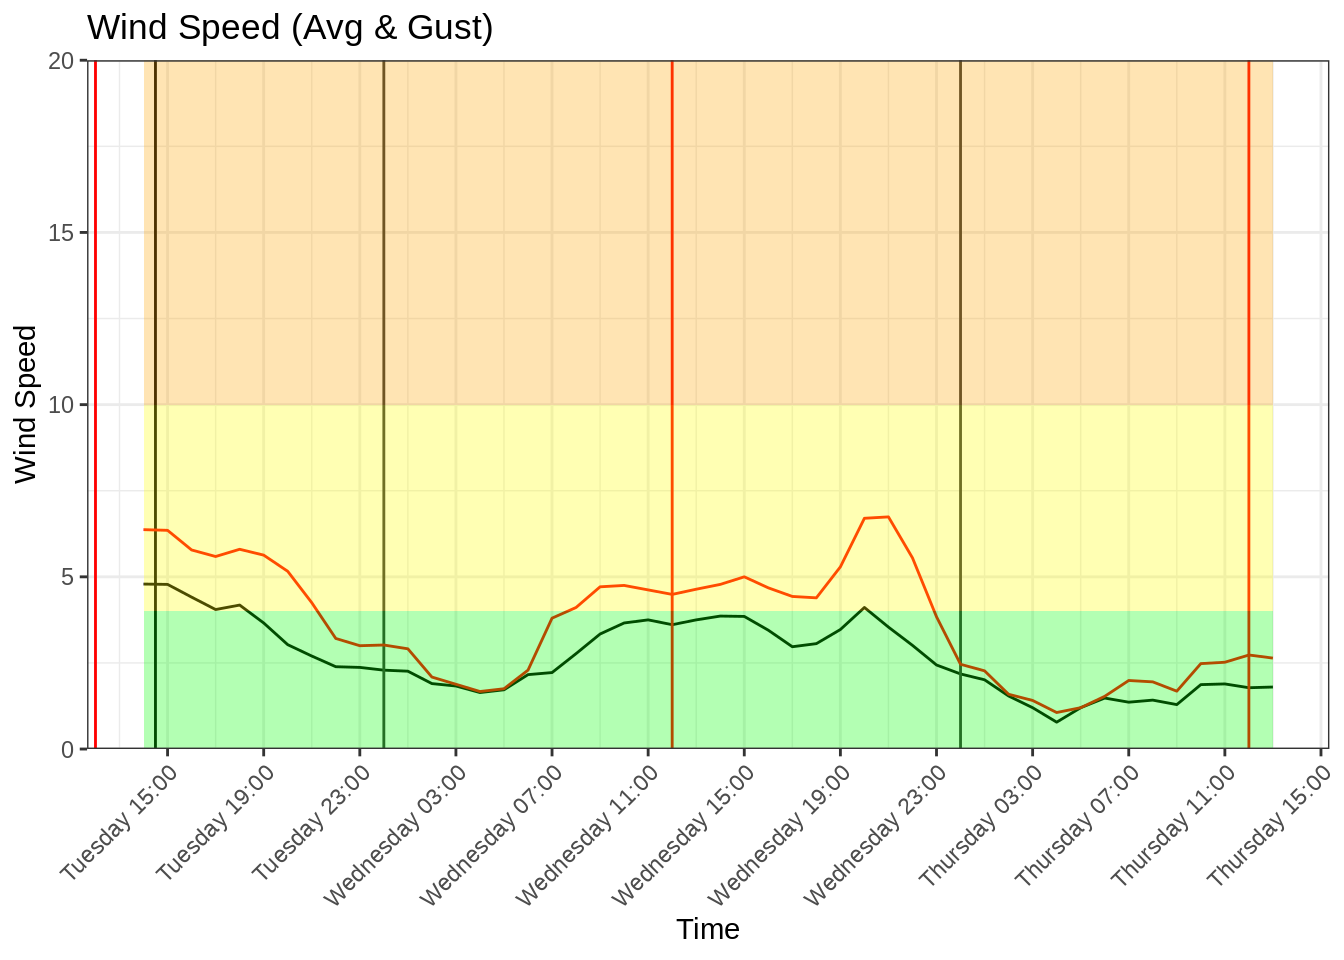 Wind Speed (Avg & Gust)
20
15
10
5
0
Wind Speed
Tuesday 15:00
Tuesday 19:00
Tuesday 23:00
Wednesday 03:00
Wednesday 07:00
Wednesday 11:00
Wednesday 15:00
Wednesday 19:00
Wednesday 23:00
Thursday 03:00
Thursday 07:00
Thursday 11:00
Thursday 15:00
Time